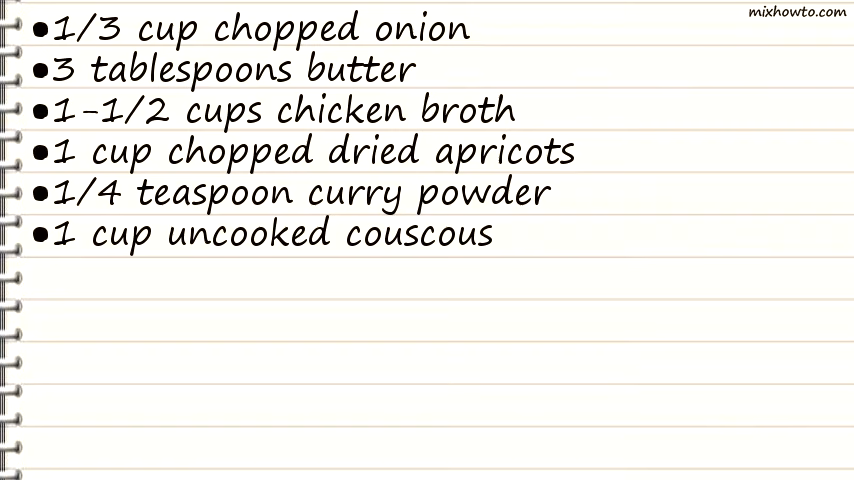 mixhowto.com
•1/3 cup chopped onion
•3 tablespoons butter
•1-1/2 cups chicken broth
•1 cup chopped dried apricots
•1/4 teaspoon curry powder
•1 cup uncooked couscous